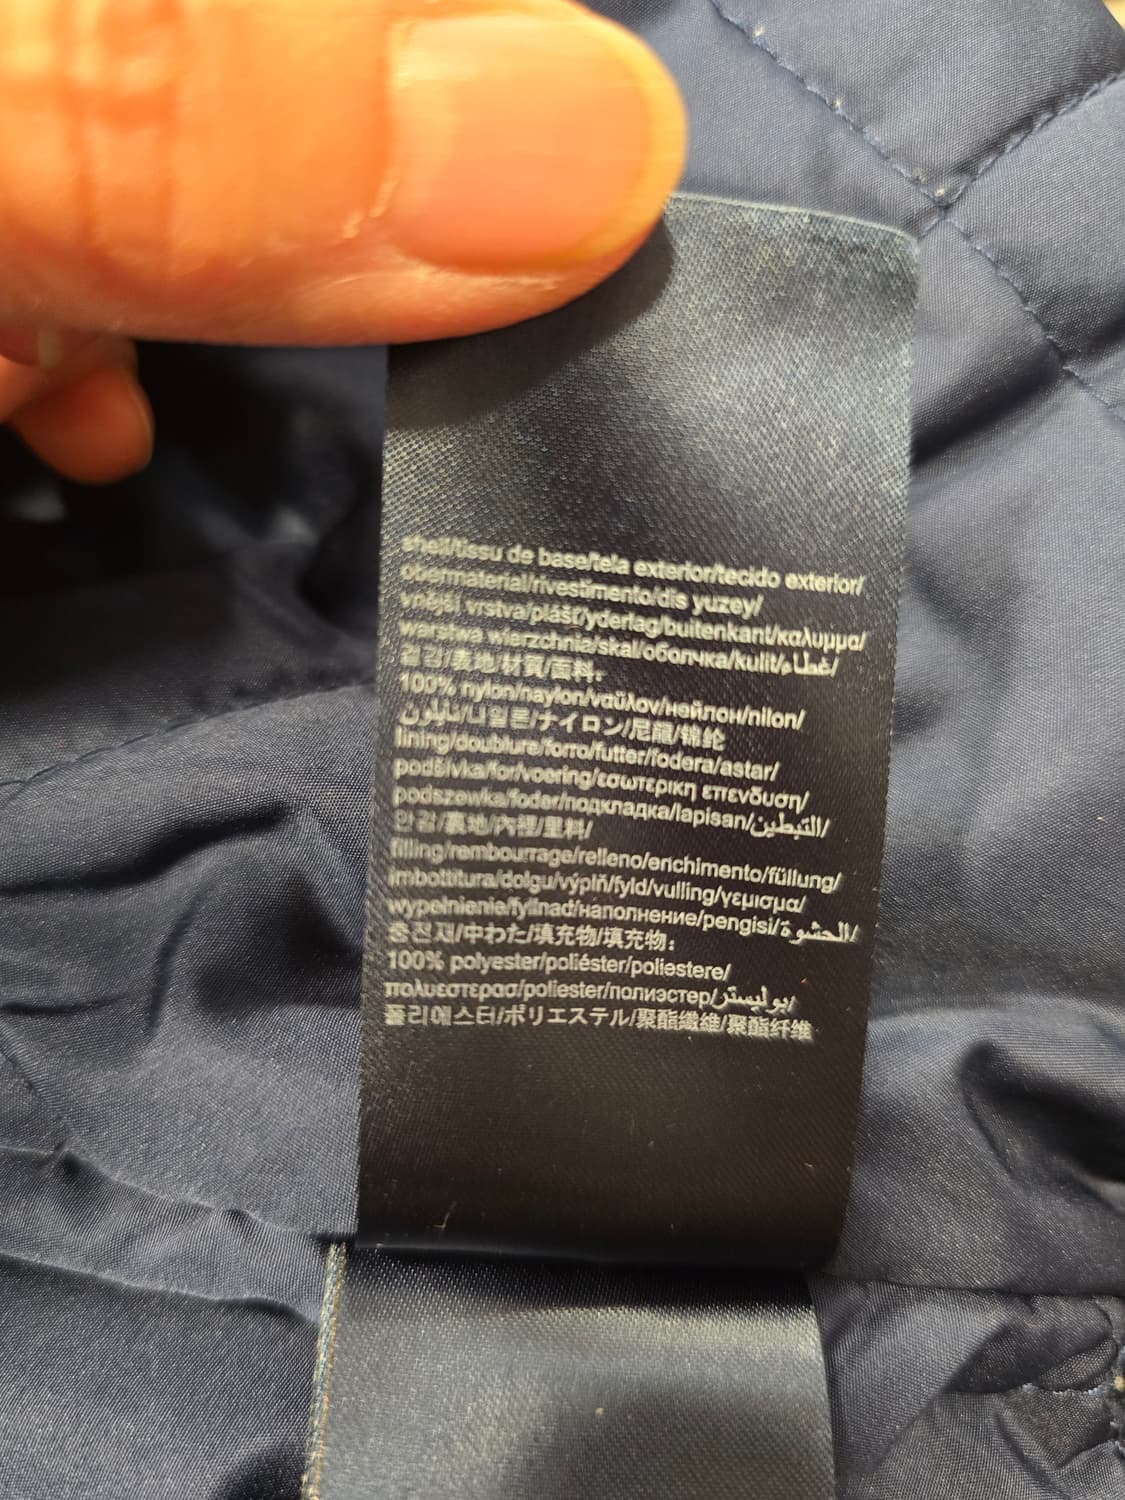 shell/tissu de base/tela exterior/tecido exterior/
obermaterial/rivestimento/dis yuzey/
vnější vrstva/plášť/yderlag/buitenkant/καλυμμα/
warstwa wierzchnia/skal/оболчка/kulit/غطاء/
겉감/表地/材質/面料:
100% nylon/naylon/ναϋλον/нейлон/nilon/
نايلون/나일론/ナイロン/尼龍/锦纶
lining/doublure/forro/futter/fodera/astar/
podšívka/for/voering/εσωτερικη επενδυση/
podszewka/foder/подкладка/lapisan/التبطين/
안감/裏地/內裡/里料/
filling/rembourrage/relleno/enchimento/füllung/
imbottitura/dolgu/výplň/fyld/vulling/γεμισμα/
wypełnienie/fyllnad/наполнение/pengisi/الحشوة/
충전재/中わた/填充物/填充物:
100% polyester/poliéster/poliestere/
πολυεστερασ/poliester/полиэстер/بوليستر/
폴리에스터/ポリエステル/聚酯纖維/聚酯纤维